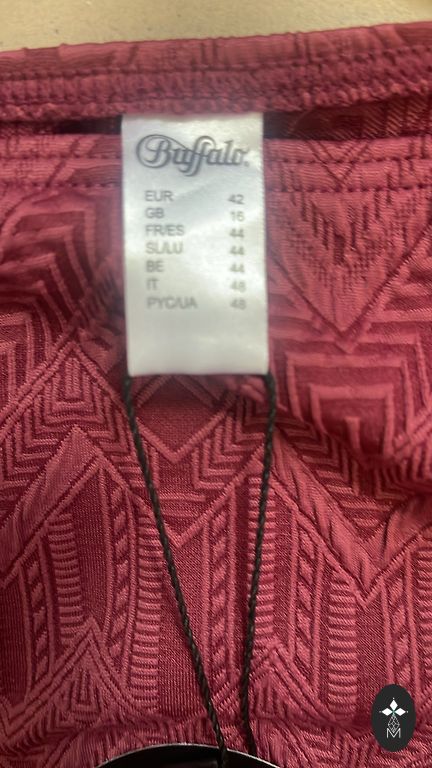 Buffalo
EUR 42
GB 16
FR/ES 44
SL/LU 44
BE 44
IT 48
PYC/UA 48
M